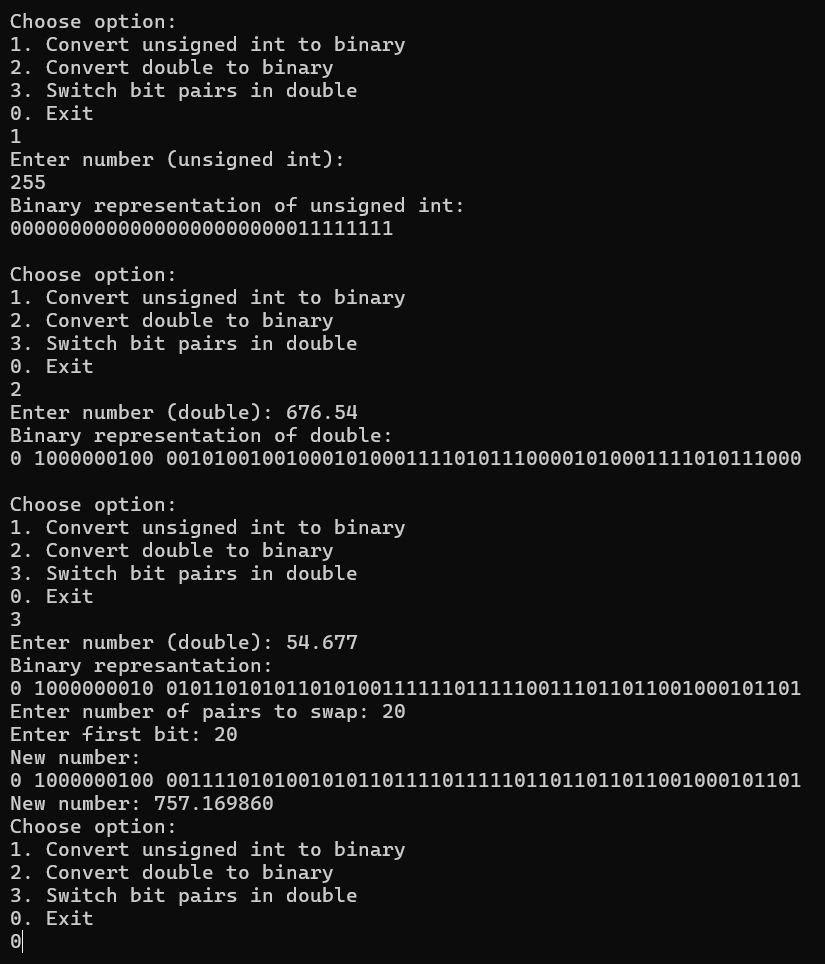 Choose option:
1. Convert unsigned int to binary
2. Convert double to binary
3. Switch bit pairs in double
0. Exit
1
Enter number (unsigned int):
255
Binary representation of unsigned int:
00000000000000000000000011111111
Choose option:
1. Convert unsigned int to binary
2. Convert double to binary
3. Switch bit pairs in double
0. Exit
2
Enter number (double): 676.54
Binary representation of double:
0 1000000100 00101001001000101000111101011100001010001111010111000
Choose option:
1. Convert unsigned int to binary
2. Convert double to binary
3. Switch bit pairs in double
0. Exit
3
Enter number (double): 54.677
Binary represantation:
0 1000000010 01011010101101010011111101111100111011011001000101101
Enter number of pairs to swap: 20
Enter first bit: 20
New number:
0 1000000100 00111101010010101101111011111011011011011001000101101
New number: 757.169860
Choose option:
1. Convert unsigned int to binary
2. Convert double to binary
3. Switch bit pairs in double
0. Exit
0